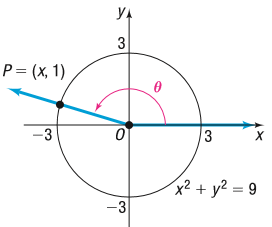 y
3
P = (x, 1)
θ
−3
O
3
x
x² + y² = 9
−3